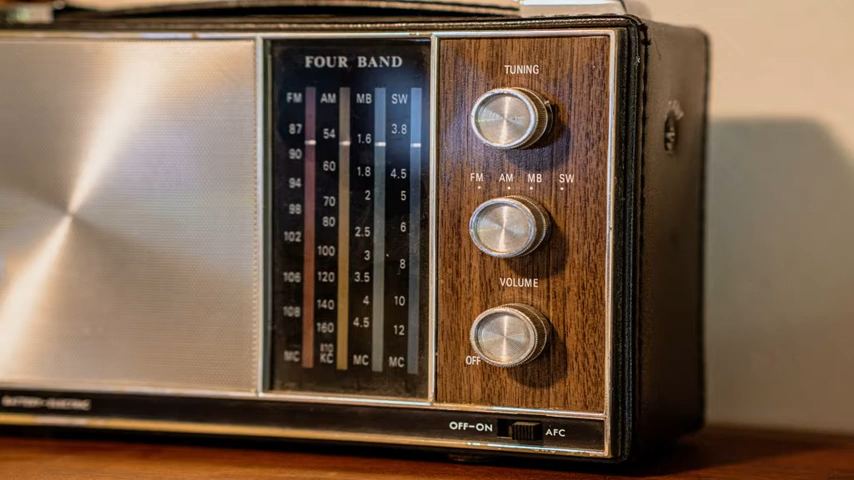 FOUR BAND
FM AM MB SW
87 54 1.6 3.8
90 60 1.8 4.5
94 70 2 5
98 80 2.5 6
102 100 3 8
106 120 3.5 10
108 140 4 12
160 4.5
MC KC MC MC
TUNING
FM AM MB SW
VOLUME
OFF
OFF-ON AFC